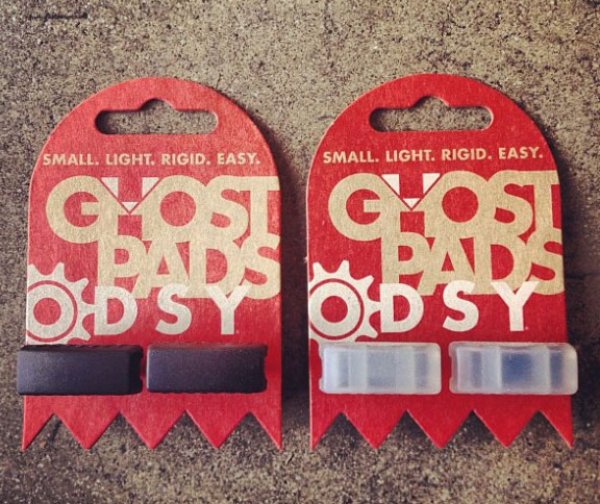 SMALL. LIGHT. RIGID. EASY.
GHOST
PADS
ODSY
SMALL. LIGHT. RIGID. EASY.
GHOST
PADS
ODSY